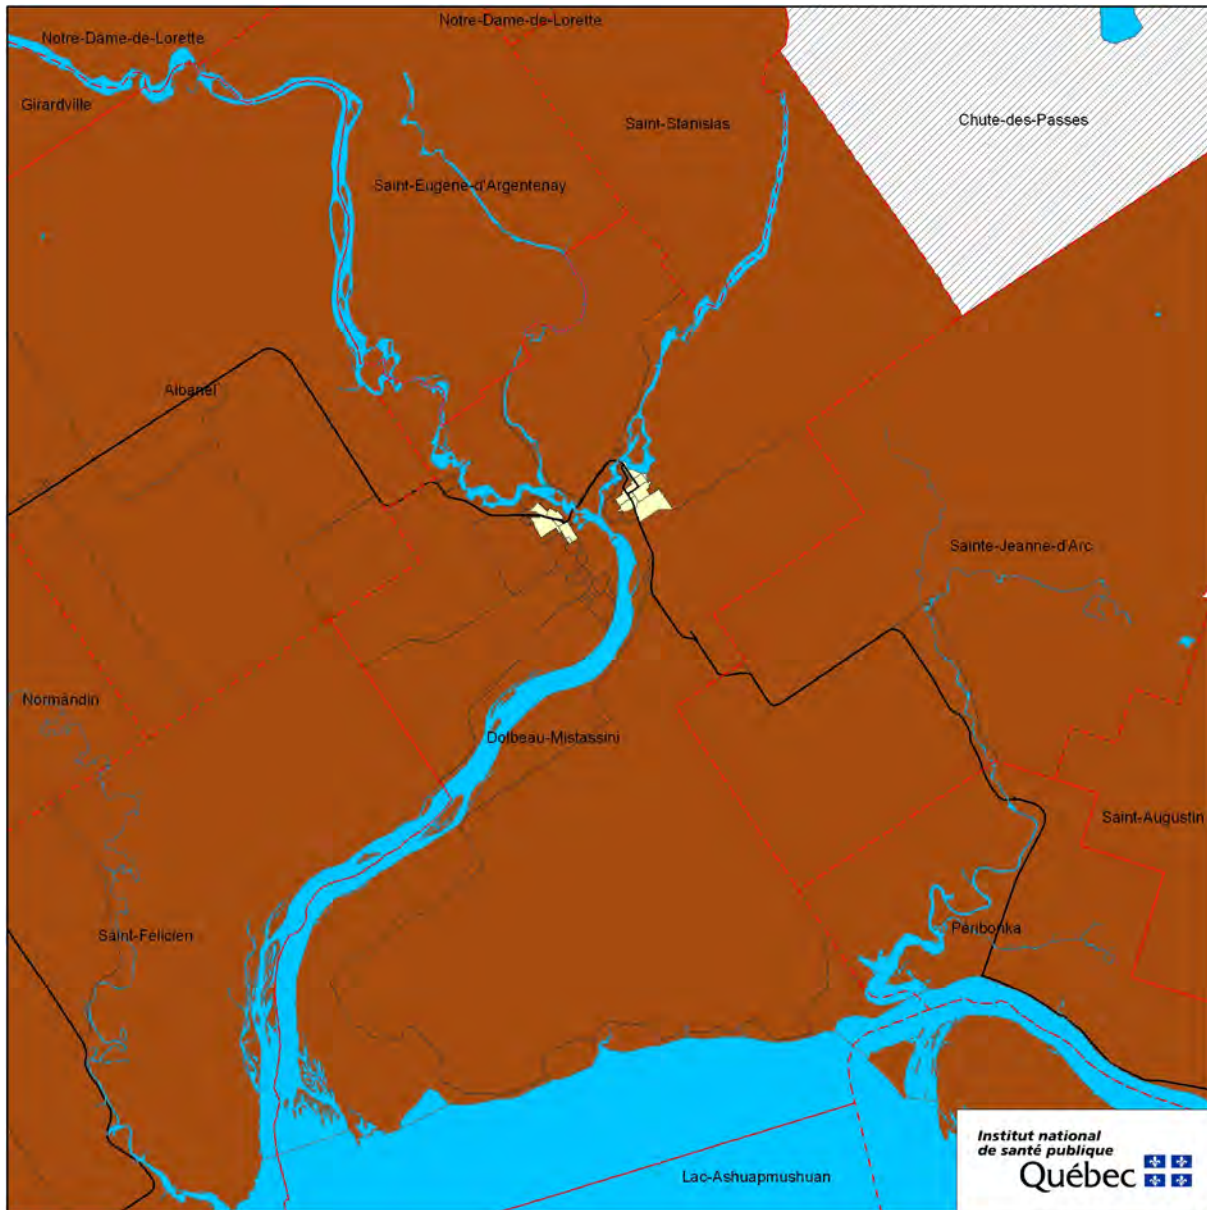 Notre-Dame-de-Lorette
Notre-Dame-de-Lorette
Girardville
Saint-Stanislas
Chute-des-Passes
Saint-Eugène-d'Argentenay
Albanel
Sainte-Jeanne-d'Arc
Normandin
Dolbeau-Mistassini
Saint-Augustin
Saint-Félicien
Péribonka
Lac-Ashuapmushuan
Institut national
de santé publique
Québec